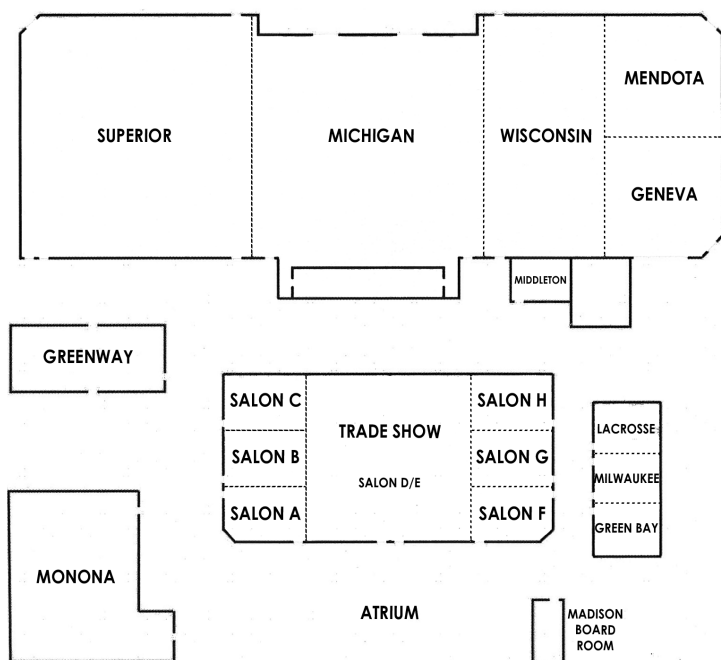 MENDOTA
SUPERIOR
MICHIGAN
WISCONSIN
GENEVA
MIDDLETON
GREENWAY
SALON C
SALON H
TRADE SHOW
LACROSSE
SALON B
SALON G
MILWAUKEE
SALON D/E
SALON A
SALON F
GREEN BAY
MONONA
ATRIUM
MADISON
BOARD
ROOM